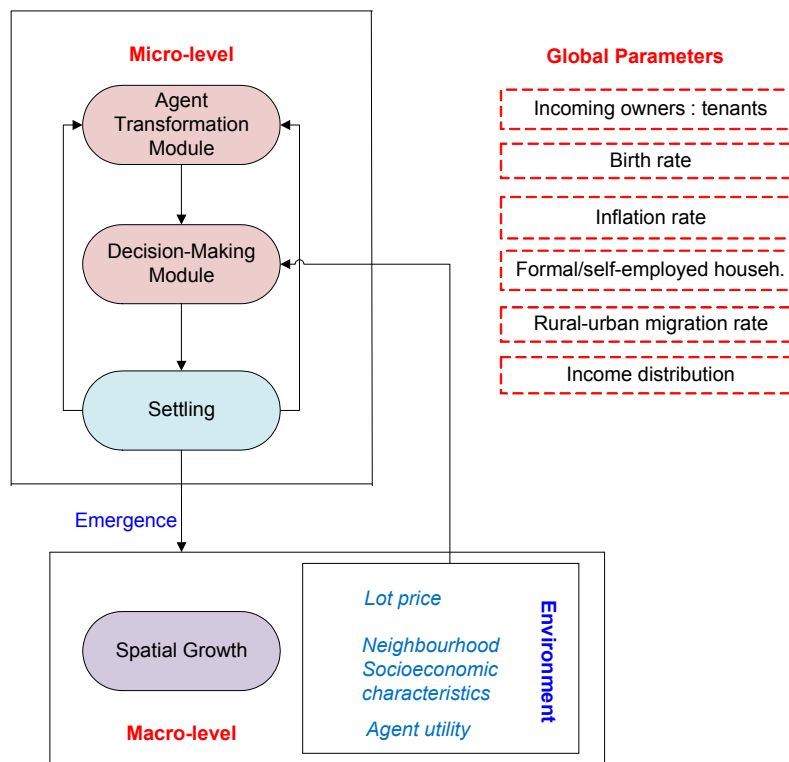 Micro-level
Agent
Transformation
Module
Decision-Making
Module
Settling
Emergence
Global Parameters
Incoming owners : tenants
Birth rate
Inflation rate
Formal/self-employed househ.
Rural-urban migration rate
Income distribution
Spatial Growth
Macro-level
Lot price
Neighbourhood
Socioeconomic
characteristics
Agent utility
Environment